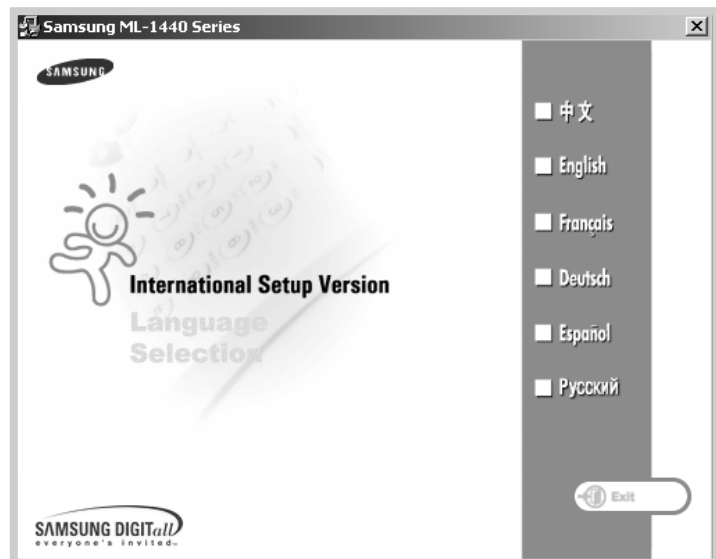 Samsung ML-1440 Series
SAMSUNG
International Setup Version
Language
Selection
中文
English
Français
Deutsch
Español
Русский
Exit
SAMSUNG DIGITall
everyone's invited™